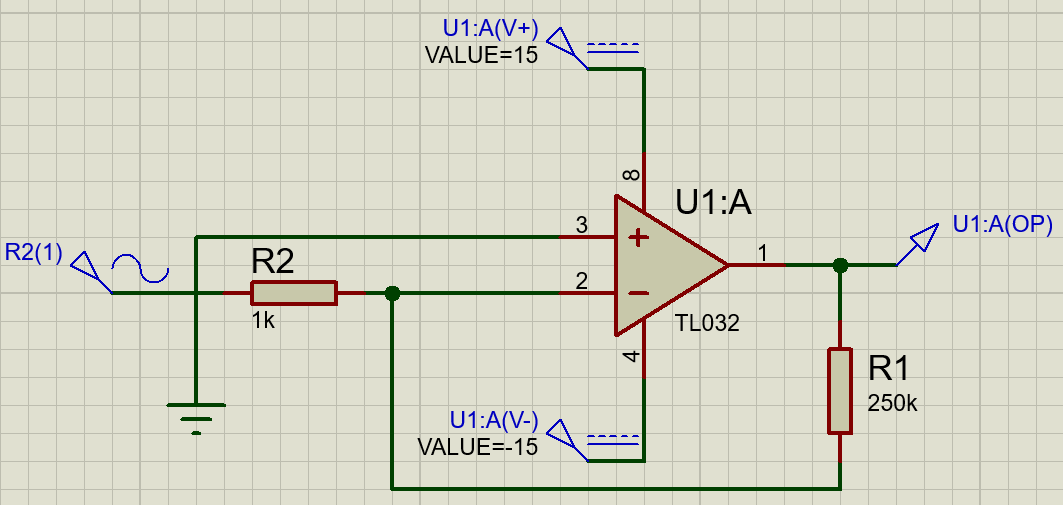 U1:A(V+)
VALUE=15
8
U1:A
3
+
1
U1:A(OP)
R2(1)
R2
1k
2
−
TL032
4
R1
250k
U1:A(V-)
VALUE=-15